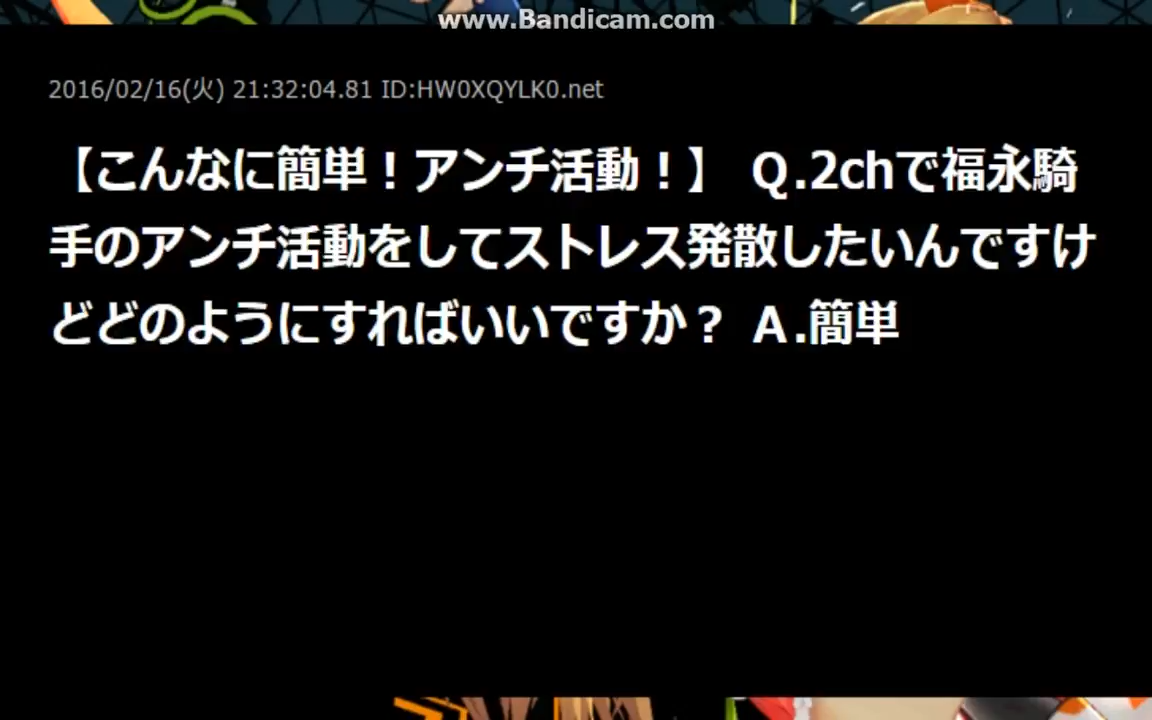 www.Bandicam.com
2016/02/16(火) 21:32:04.81 ID:HW0XQYLK0.net
【こんなに簡単！アンチ活動！】 Q.2chで福永騎
手のアンチ活動をしてストレス発散したいんですけ
どどのようにすればいいですか？ Ａ.簡単